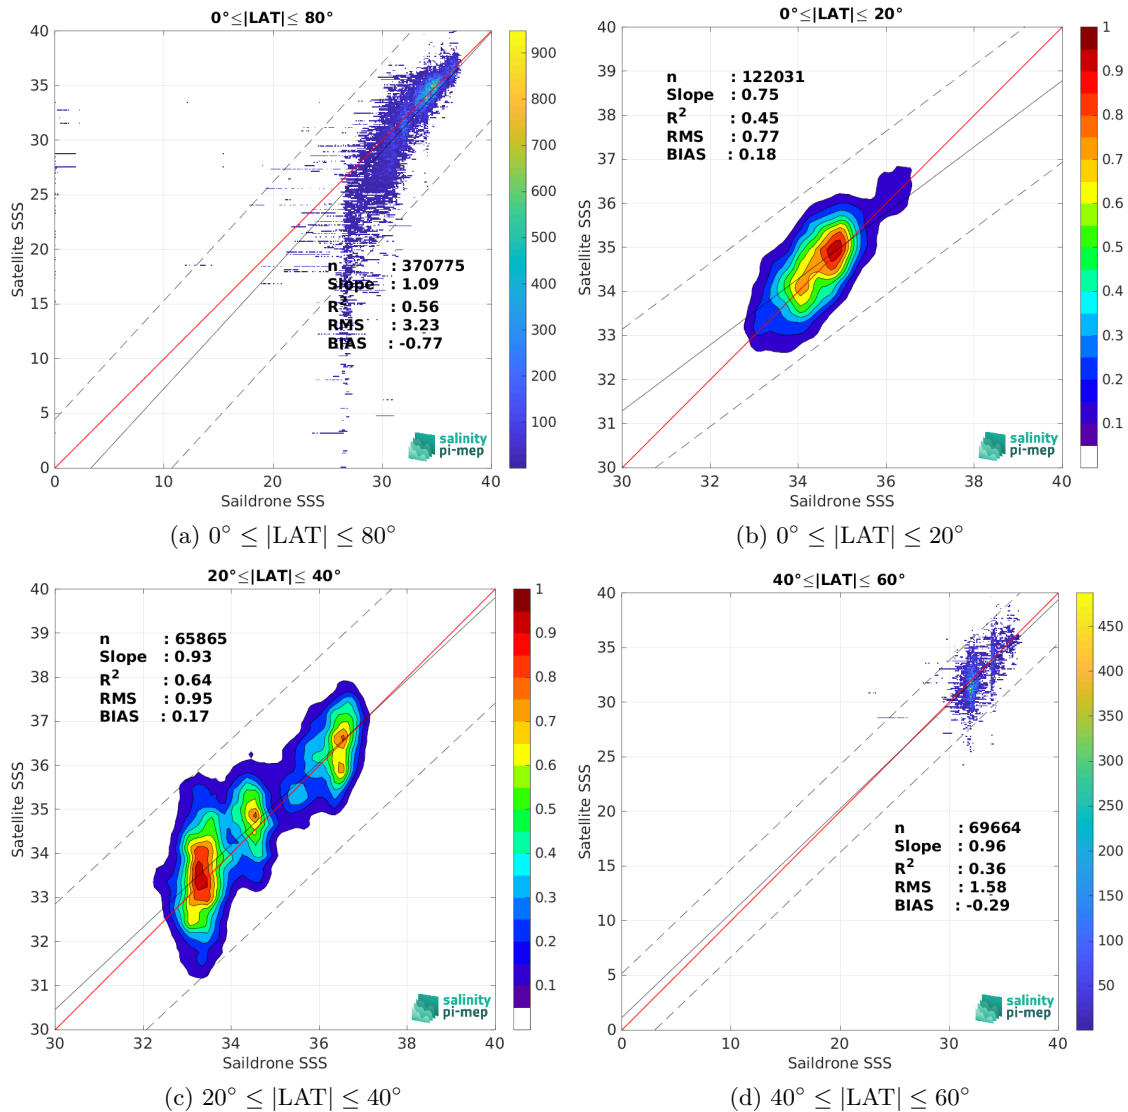 0°≤|LAT|≤ 80°
40
35
30
25
20
15
10
5
0
0
10
20
30
40
Satellite SSS
Saildrone SSS
n : 370775
Slope : 1.09
R² : 0.56
RMS : 3.23
BIAS : -0.77
salinity
pi-mep
900
800
700
600
500
400
300
200
100
(a) 0° ≤ |LAT| ≤ 80°
0°≤|LAT|≤ 20°
40
39
38
37
36
35
34
33
32
31
30
30
32
34
36
38
40
Satellite SSS
Saildrone SSS
n : 122031
Slope : 0.75
R² : 0.45
RMS : 0.77
BIAS : 0.18
salinity
pi-mep
1
0.9
0.8
0.7
0.6
0.5
0.4
0.3
0.2
0.1
(b) 0° ≤ |LAT| ≤ 20°
20°≤|LAT|≤ 40°
40
39
38
37
36
35
34
33
32
31
30
30
32
34
36
38
40
Satellite SSS
Saildrone SSS
n : 65865
Slope : 0.93
R² : 0.64
RMS : 0.95
BIAS : 0.17
salinity
pi-mep
1
0.9
0.8
0.7
0.6
0.5
0.4
0.3
0.2
0.1
(c) 20° ≤ |LAT| ≤ 40°
40°≤|LAT|≤ 60°
40
35
30
25
20
15
10
5
0
0
10
20
30
40
Satellite SSS
Saildrone SSS
n : 69664
Slope : 0.96
R² : 0.36
RMS : 1.58
BIAS : -0.29
salinity
pi-mep
450
400
350
300
250
200
150
100
50
(d) 40° ≤ |LAT| ≤ 60°